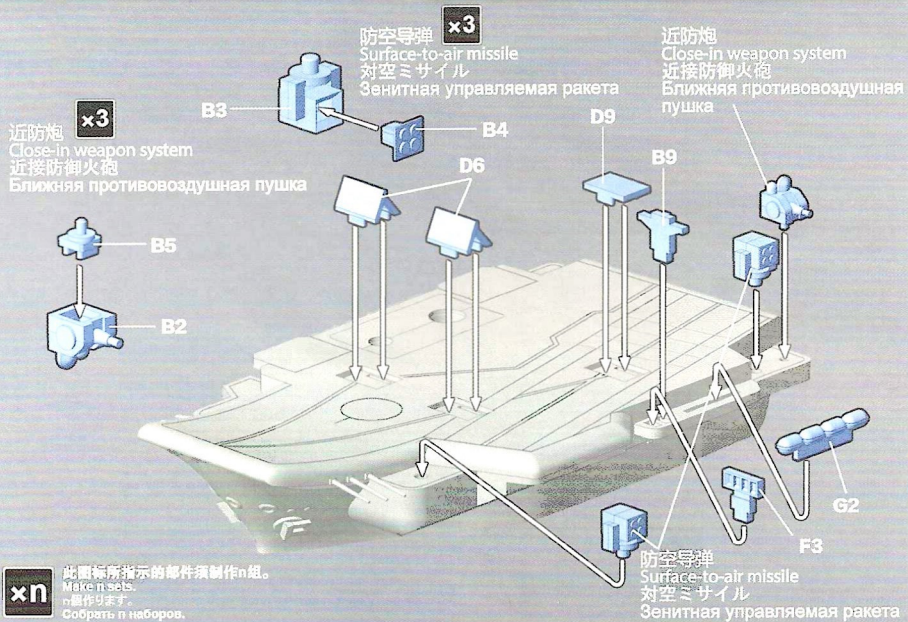 防空导弹 ×3
Surface-to-air missile
対空ミサイル
Зенитная управляемая ракета
近防炮
Close-in weapon system
近接防御火砲
Ближняя противовоздушная
пушка
近防炮 ×3
Close-in weapon system
近接防御火砲
Ближняя противовоздушная пушка
B3
B4
D9
D6
B9
B5
B2
G2
F3
防空导弹
Surface-to-air missile
対空ミサイル
Зенитная управляемая ракета
×n
此图标所指示的部件须制作n组。
Make n sets.
n個作ります。
Собрать n наборов.